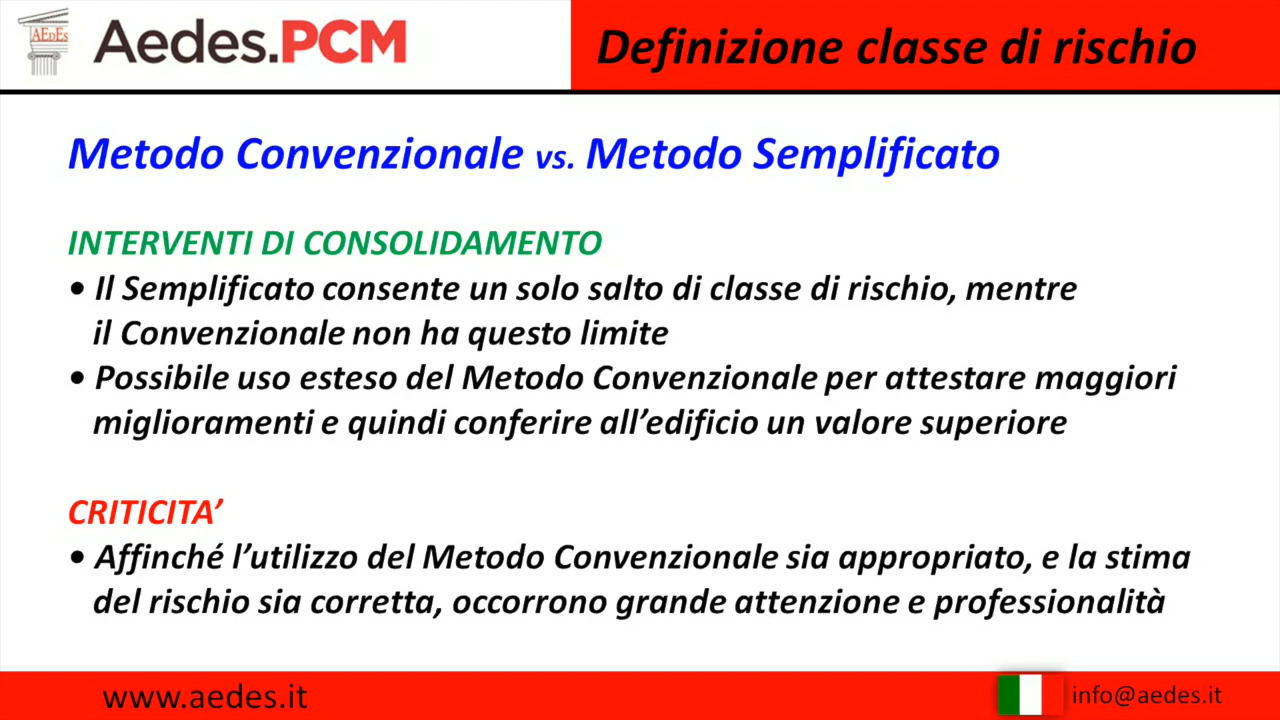 AEdEs
Aedes.PCM
Definizione classe di rischio
Metodo Convenzionale vs. Metodo Semplificato
INTERVENTI DI CONSOLIDAMENTO
• Il Semplificato consente un solo salto di classe di rischio, mentre
il Convenzionale non ha questo limite
• Possibile uso esteso del Metodo Convenzionale per attestare maggiori
miglioramenti e quindi conferire all’edificio un valore superiore
CRITICITA’
• Affinché l’utilizzo del Metodo Convenzionale sia appropriato, e la stima
del rischio sia corretta, occorrono grande attenzione e professionalità
www.aedes.it
info@aedes.it